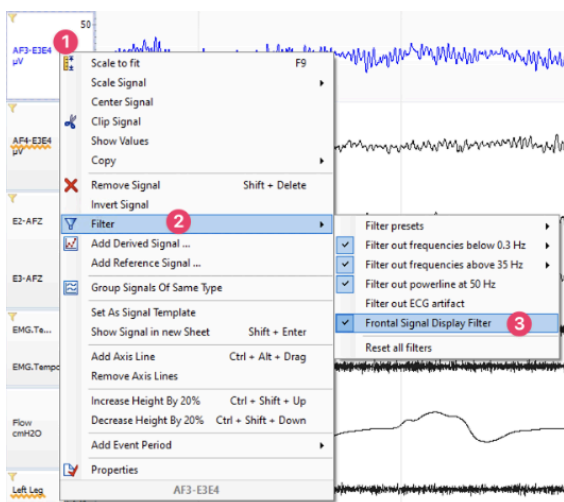 50
AF3-E3E4
µV
1
AF4-E3E4
µV
E2-AFZ
E3-AFZ
EMG.Te...
EMG.Tempo
Flow
cmH2O
Left Leg
Scale to fit F9
Scale Signal
Center Signal
Clip Signal
Show Values
Copy
Remove Signal Shift + Delete
Invert Signal
Filter 2
Add Derived Signal ...
Add Reference Signal ...
Group Signals Of Same Type
Set As Signal Template
Show Signal in new Sheet Shift + Enter
Add Axis Line Ctrl + Alt + Drag
Remove Axis Lines
Increase Height By 20% Ctrl + Shift + Up
Decrease Height By 20% Ctrl + Shift + Down
Add Event Period
Properties
AF3-E3E4
Filter presets
Filter out frequencies below 0.3 Hz
Filter out frequencies above 35 Hz
Filter out powerline at 50 Hz
Filter out ECG artifact
Frontal Signal Display Filter 3
Reset all filters